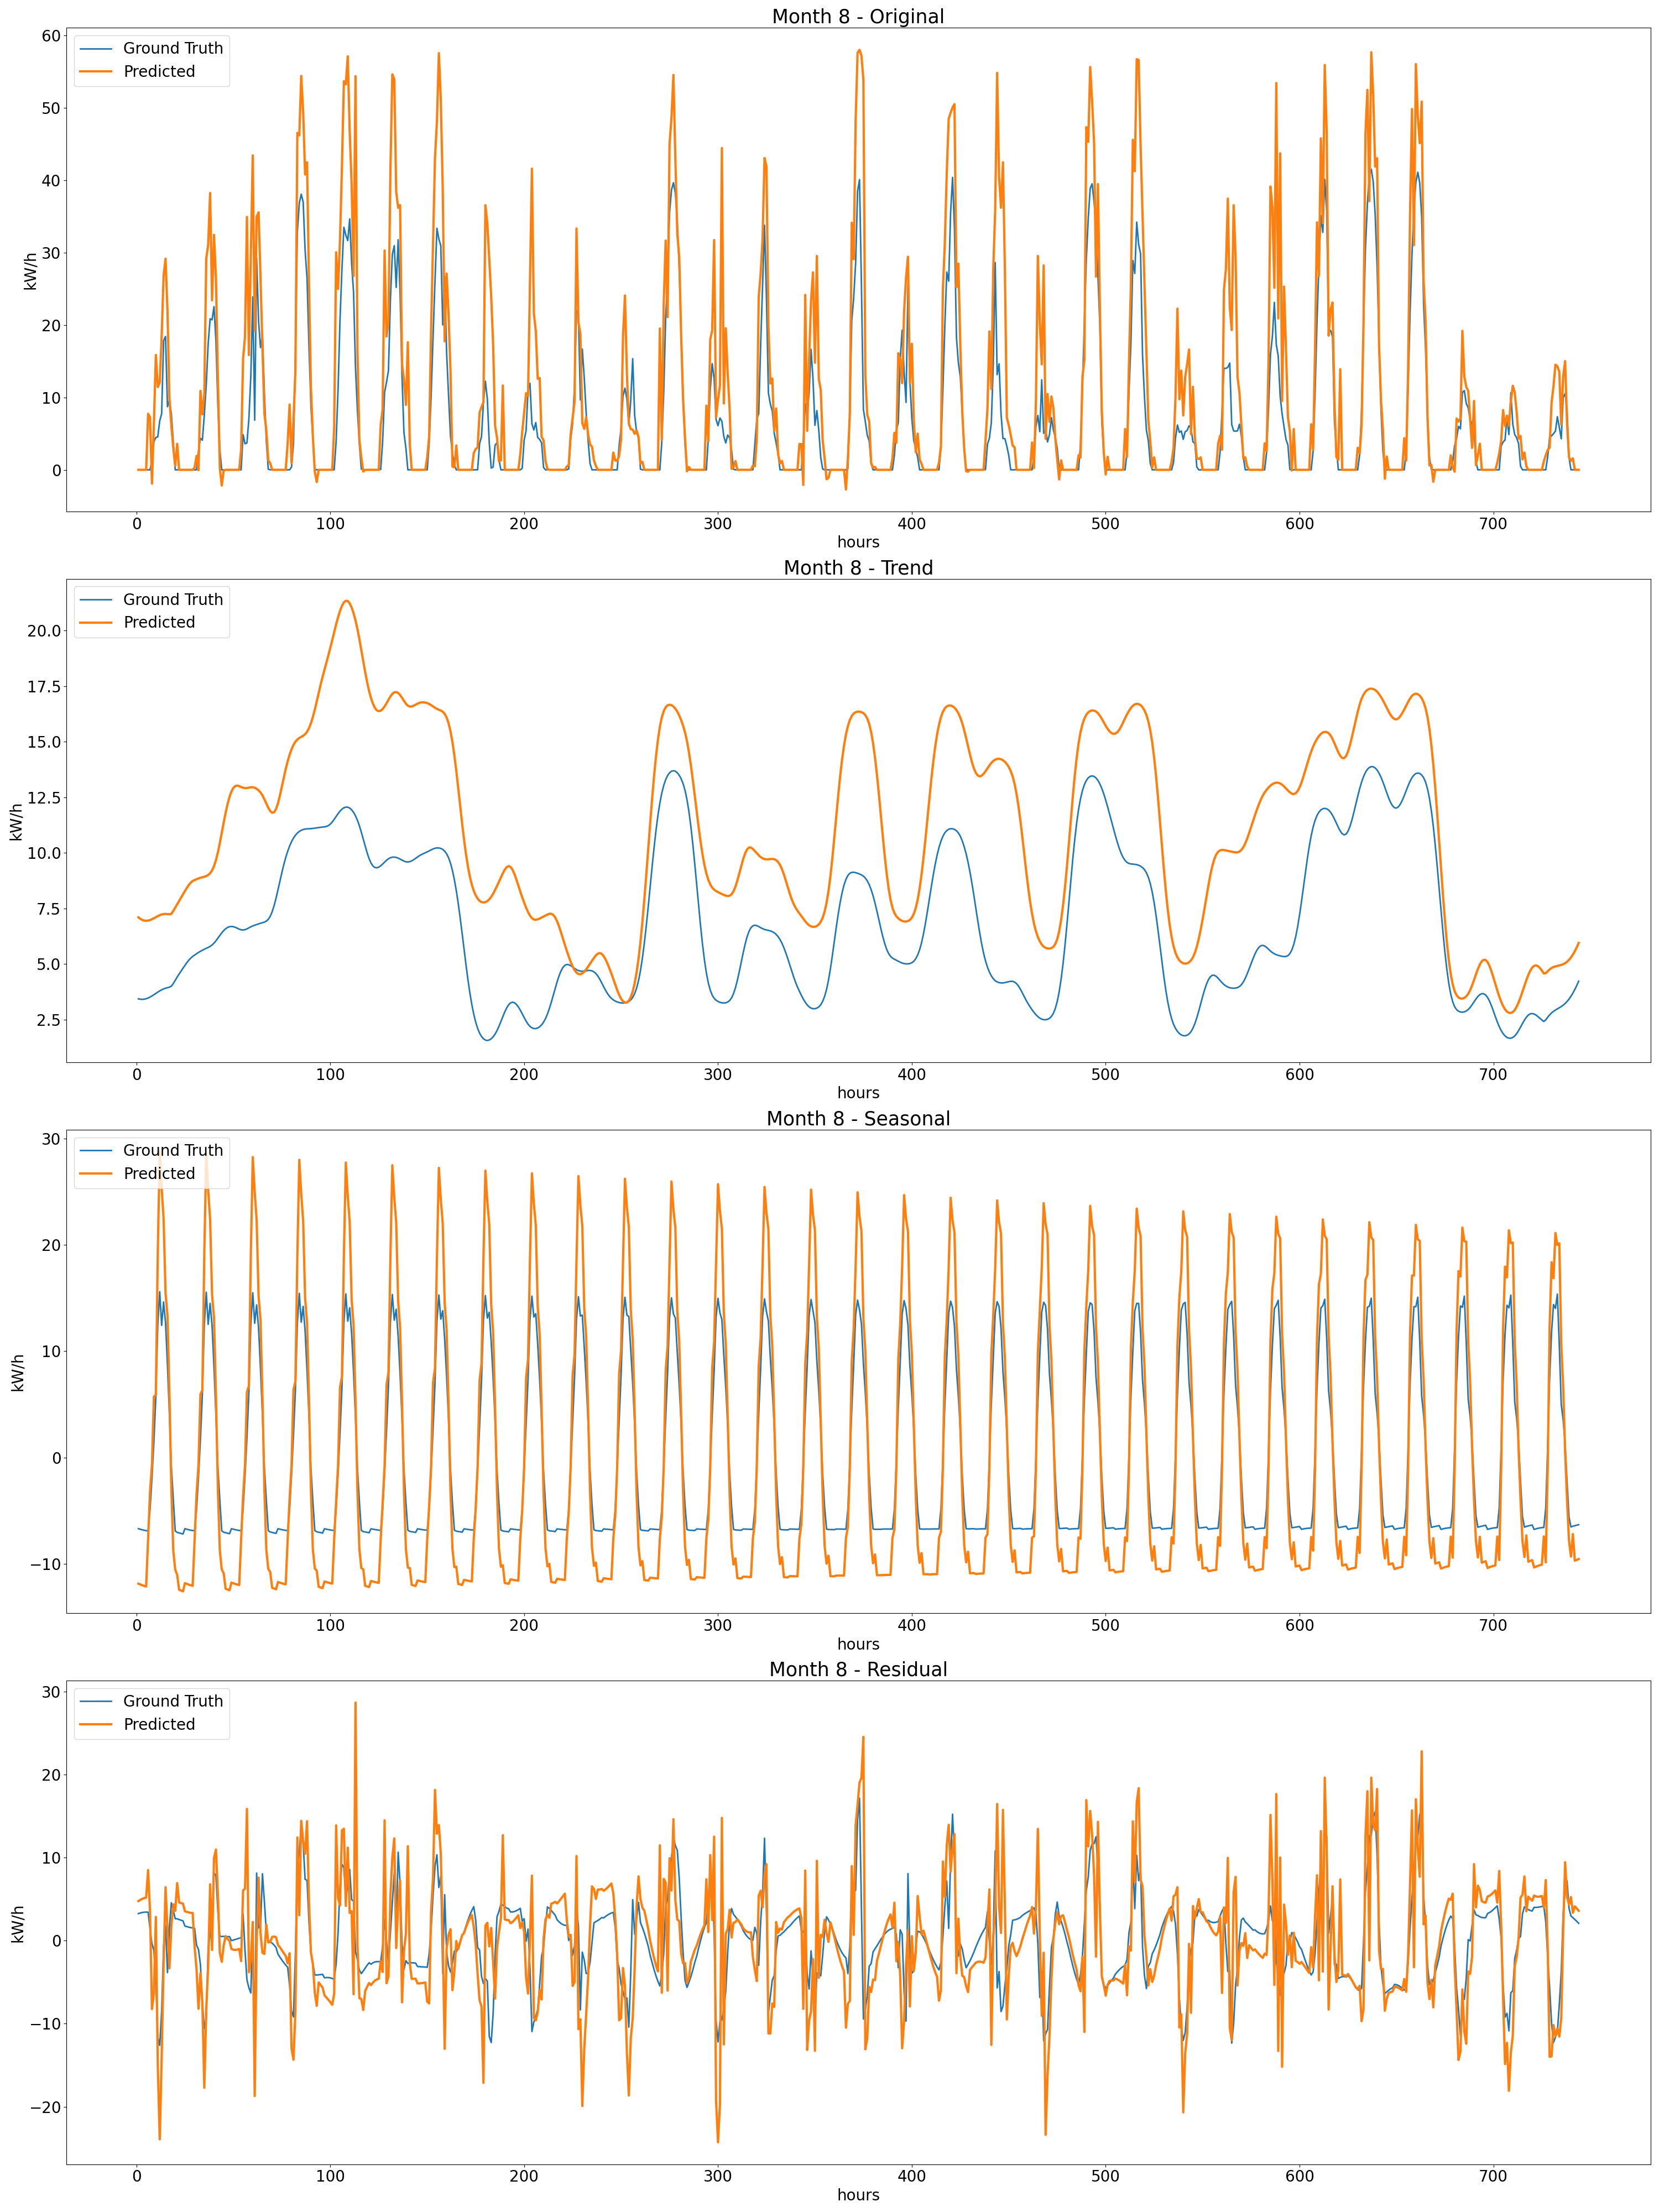 Month 8 - Original
Ground Truth
Predicted
60
50
40
30
20
10
0
kW/h
0 100 200 300 400 500 600 700
hours
Month 8 - Trend
Ground Truth
Predicted
20.0
17.5
15.0
12.5
10.0
7.5
5.0
2.5
kW/h
0 100 200 300 400 500 600 700
hours
Month 8 - Seasonal
Ground Truth
Predicted
30
20
10
0
−10
kW/h
0 100 200 300 400 500 600 700
hours
Month 8 - Residual
Ground Truth
Predicted
30
20
10
0
−10
−20
kW/h
0 100 200 300 400 500 600 700
hours